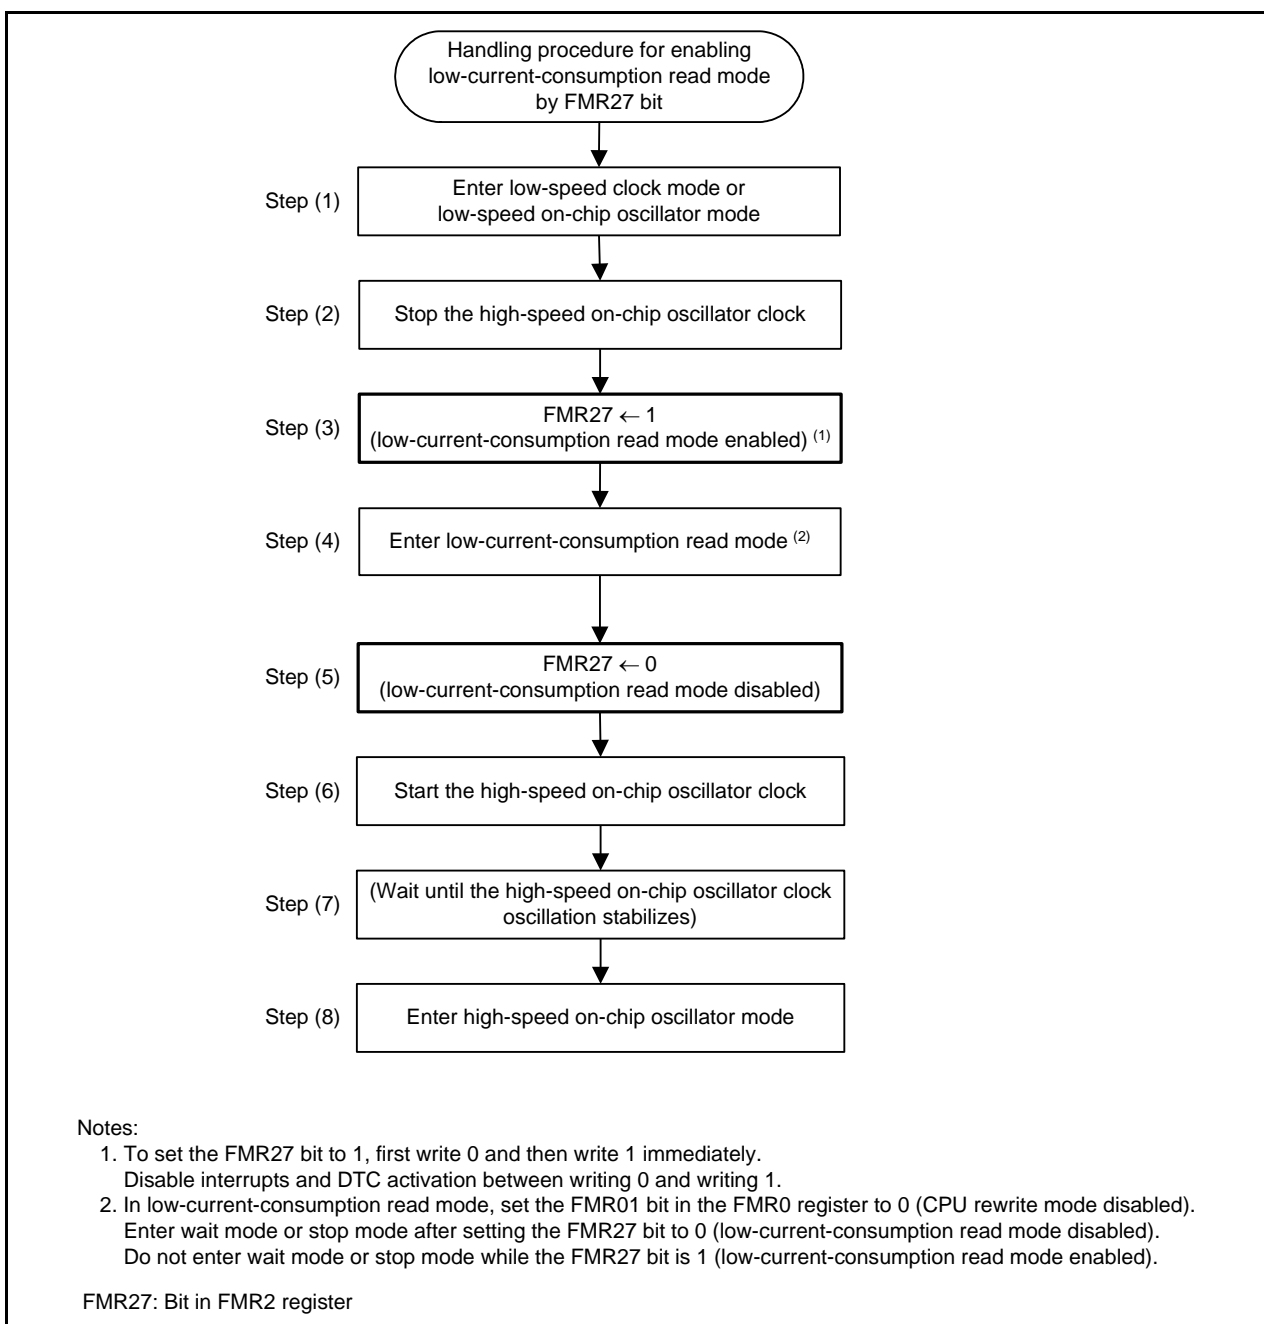 Handling procedure for enabling
low-current-consumption read mode
by FMR27 bit
Step (1)
Enter low-speed clock mode or
low-speed on-chip oscillator mode
Step (2)
Stop the high-speed on-chip oscillator clock
Step (3)
FMR27 ← 1
(low-current-consumption read mode enabled) (1)
Step (4)
Enter low-current-consumption read mode (2)
Step (5)
FMR27 ← 0
(low-current-consumption read mode disabled)
Step (6)
Start the high-speed on-chip oscillator clock
Step (7)
(Wait until the high-speed on-chip oscillator clock
oscillation stabilizes)
Step (8)
Enter high-speed on-chip oscillator mode
Notes:
1. To set the FMR27 bit to 1, first write 0 and then write 1 immediately.
Disable interrupts and DTC activation between writing 0 and writing 1.
2. In low-current-consumption read mode, set the FMR01 bit in the FMR0 register to 0 (CPU rewrite mode disabled).
Enter wait mode or stop mode after setting the FMR27 bit to 0 (low-current-consumption read mode disabled).
Do not enter wait mode or stop mode while the FMR27 bit is 1 (low-current-consumption read mode enabled).
FMR27: Bit in FMR2 register